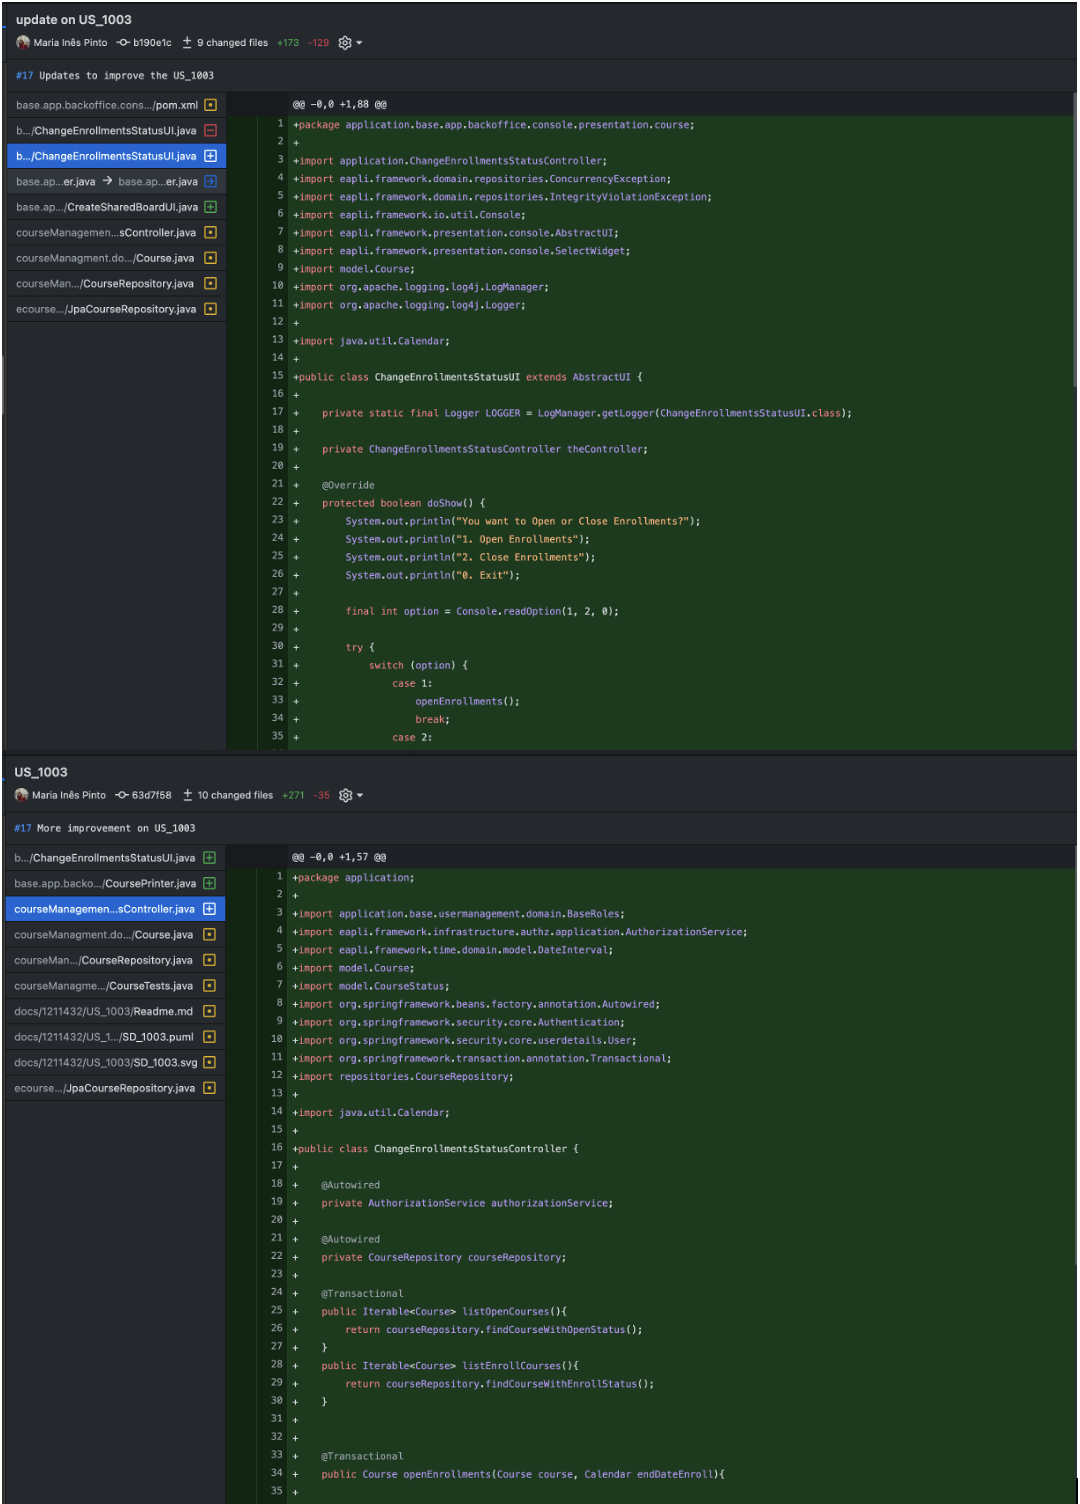 update on US_1003
Maria Inês Pinto b190e1c 9 changed files +173 -129
#17 Updates to improve the US_1003
base.app.backoffice.cons.../pom.xml
b.../ChangeEnrollmentsStatusUI.java
b.../ChangeEnrollmentsStatusUI.java
base.ap...er.java → base.ap...er.java
base.ap.../CreateSharedBoardUI.java
courseManagemen...sController.java
courseManagment.do.../Course.java
courseMan.../CourseRepository.java
ecourse.../JpaCourseRepository.java
@@ -0,0 +1,88 @@
1 +package application.base.app.backoffice.console.presentation.course;
2 +
3 +import application.ChangeEnrollmentsStatusController;
4 +import eapli.framework.domain.repositories.ConcurrencyException;
5 +import eapli.framework.domain.repositories.IntegrityViolationException;
6 +import eapli.framework.io.util.Console;
7 +import eapli.framework.presentation.console.AbstractUI;
8 +import eapli.framework.presentation.console.SelectWidget;
9 +import model.Course;
10 +import org.apache.logging.log4j.LogManager;
11 +import org.apache.logging.log4j.Logger;
12 +
13 +import java.util.Calendar;
14 +
15 +public class ChangeEnrollmentsStatusUI extends AbstractUI {
16 +
17 + private static final Logger LOGGER = LogManager.getLogger(ChangeEnrollmentsStatusUI.class);
18 +
19 + private ChangeEnrollmentsStatusController theController;
20 +
21 + @Override
22 + protected boolean doShow() {
23 + System.out.println("You want to Open or Close Enrollments?");
24 + System.out.println("1. Open Enrollments");
25 + System.out.println("2. Close Enrollments");
26 + System.out.println("0. Exit");
27 +
28 + final int option = Console.readOption(1, 2, 0);
29 +
30 + try {
31 + switch (option) {
32 + case 1:
33 + openEnrollments();
34 + break;
35 + case 2:
US_1003
Maria Inês Pinto 63d7f58 10 changed files +271 -35
#17 More improvement on US_1003
b.../ChangeEnrollmentsStatusUI.java
base.app.backo.../CoursePrinter.java
courseManagemen...sController.java
courseManagment.do.../Course.java
courseMan.../CourseRepository.java
courseManagme.../CourseTests.java
docs/1211432/US_1003/Readme.md
docs/1211432/US_1.../SD_1003.puml
docs/1211432/US_1003/SD_1003.svg
ecourse.../JpaCourseRepository.java
@@ -0,0 +1,57 @@
1 +package application;
2 +
3 +import application.base.usermanagement.domain.BaseRoles;
4 +import eapli.framework.infrastructure.authz.application.AuthorizationService;
5 +import eapli.framework.time.domain.model.DateInterval;
6 +import model.Course;
7 +import model.CourseStatus;
8 +import org.springframework.beans.factory.annotation.Autowired;
9 +import org.springframework.security.core.Authentication;
10 +import org.springframework.security.core.userdetails.User;
11 +import org.springframework.transaction.annotation.Transactional;
12 +import repositories.CourseRepository;
13 +
14 +import java.util.Calendar;
15 +
16 +public class ChangeEnrollmentsStatusController {
17 +
18 + @Autowired
19 + private AuthorizationService authorizationService;
20 +
21 + @Autowired
22 + private CourseRepository courseRepository;
23 +
24 + @Transactional
25 + public Iterable<Course> listOpenCourses(){
26 + return courseRepository.findCourseWithOpenStatus();
27 + }
28 + public Iterable<Course> listEnrollCourses(){
29 + return courseRepository.findCourseWithEnrollStatus();
30 + }
31 +
32 +
33 + @Transactional
34 + public Course openEnrollments(Course course, Calendar endDateEnroll){
35 +